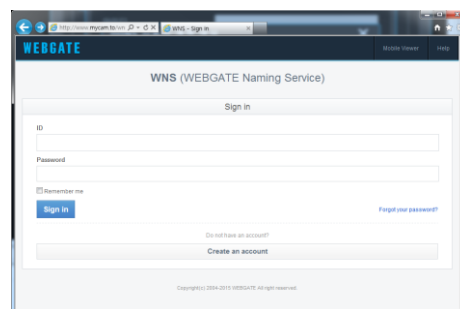 http://www.mycam.to/wn
WNS - Sign in
WEBGATE
Mobile Viewer
Help
WNS (WEBGATE Naming Service)
Sign in
ID
Password
Remember me
Sign in
Forgot your password?
Do not have an account?
Create an account
Copyright(c) 2004-2015 WEBGATE All right reserved.